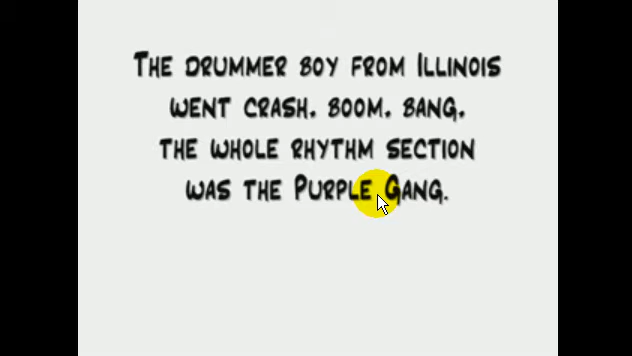 The drummer boy from Illinois
went crash, boom, bang,
the whole rhythm section
was the Purple Gang.